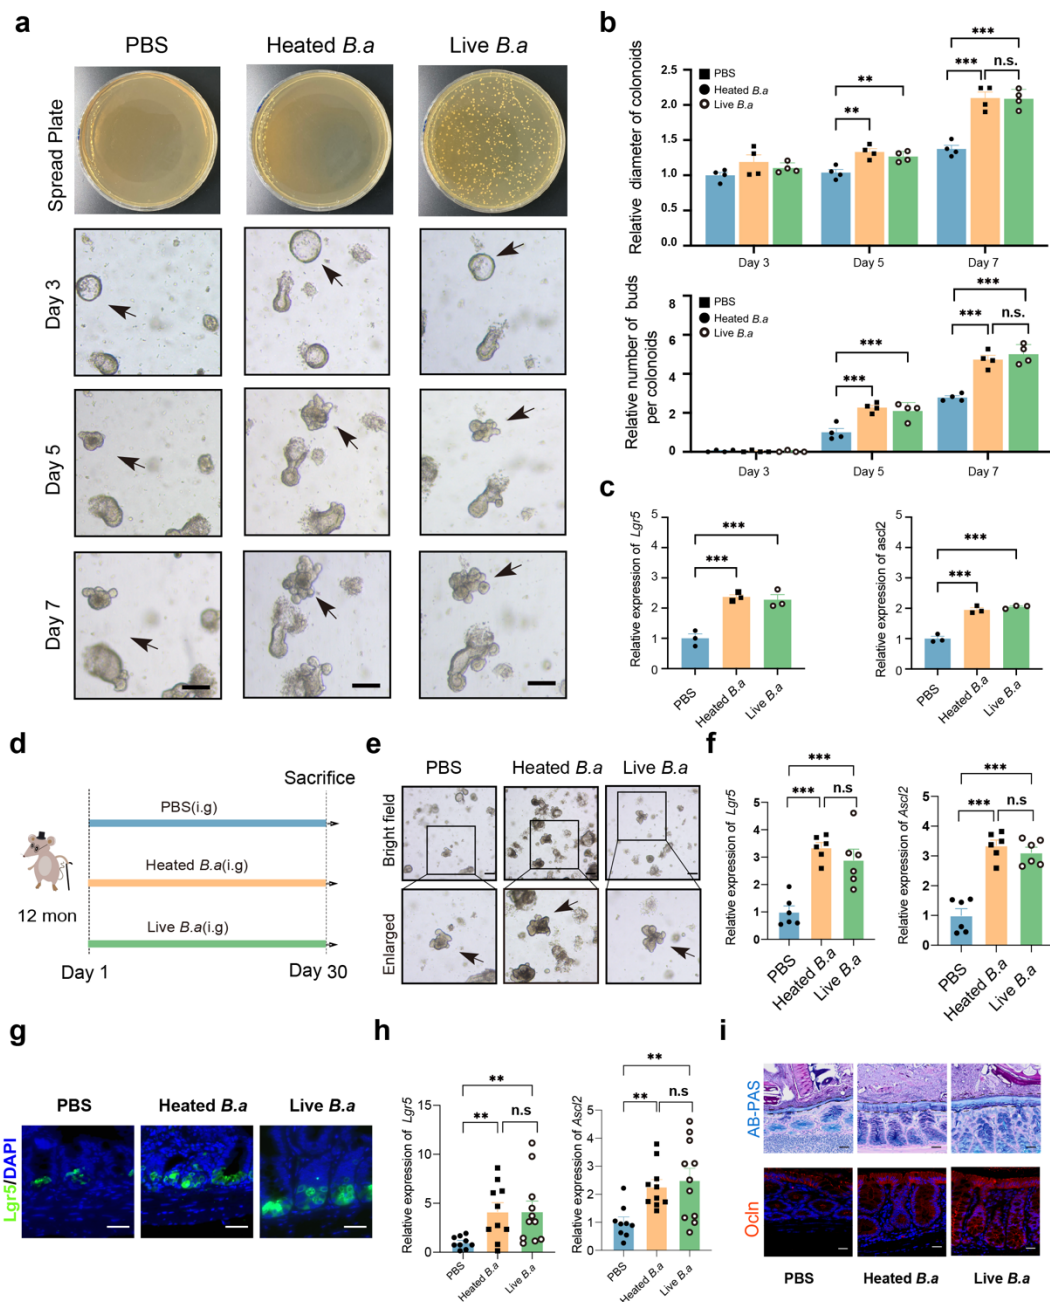 a
PBS
Heated B.a
Live B.a
Spread Plate
Day 3
Day 5
Day 7
b
Relative diameter of colonoids
2.5
2.0
1.5
1.0
0.5
0.0
PBS
Heated B.a
Live B.a
**
**
***
***
n.s.
Day 3
Day 5
Day 7
Relative number of buds
per colonoids
8
6
4
2
0
PBS
Heated B.a
Live B.a
***
***
***
***
n.s.
Day 3
Day 5
Day 7
c
Relative expression of Lgr5
5
4
3
2
1
0
***
***
PBS
Heated B.a
Live B.a
Relative expression of ascl2
5
4
3
2
1
0
***
***
PBS
Heated B.a
Live B.a
d
Sacrifice
PBS(i.g)
Heated B.a(i.g)
Live B.a(i.g)
12 mon
Day 1
Day 30
e
PBS
Heated B.a
Live B.a
Bright field
Enlarged
f
Relative expression of Lgr5
5
4
3
2
1
0
***
***
n.s
PBS
Heated B.a
Live B.a
Relative expression of Ascl2
5
4
3
2
1
0
***
***
n.s
PBS
Heated B.a
Live B.a
g
PBS
Heated B.a
Live B.a
Lgr5/DAPI
h
Relative expression of Lgr5
15
10
5
0
**
**
n.s
PBS
Heated B.a
Live B.a
Relative expression of Ascl2
5
4
3
2
1
0
**
**
n.s
PBS
Heated B.a
Live B.a
i
AB-PAS
Ocln
PBS
Heated B.a
Live B.a